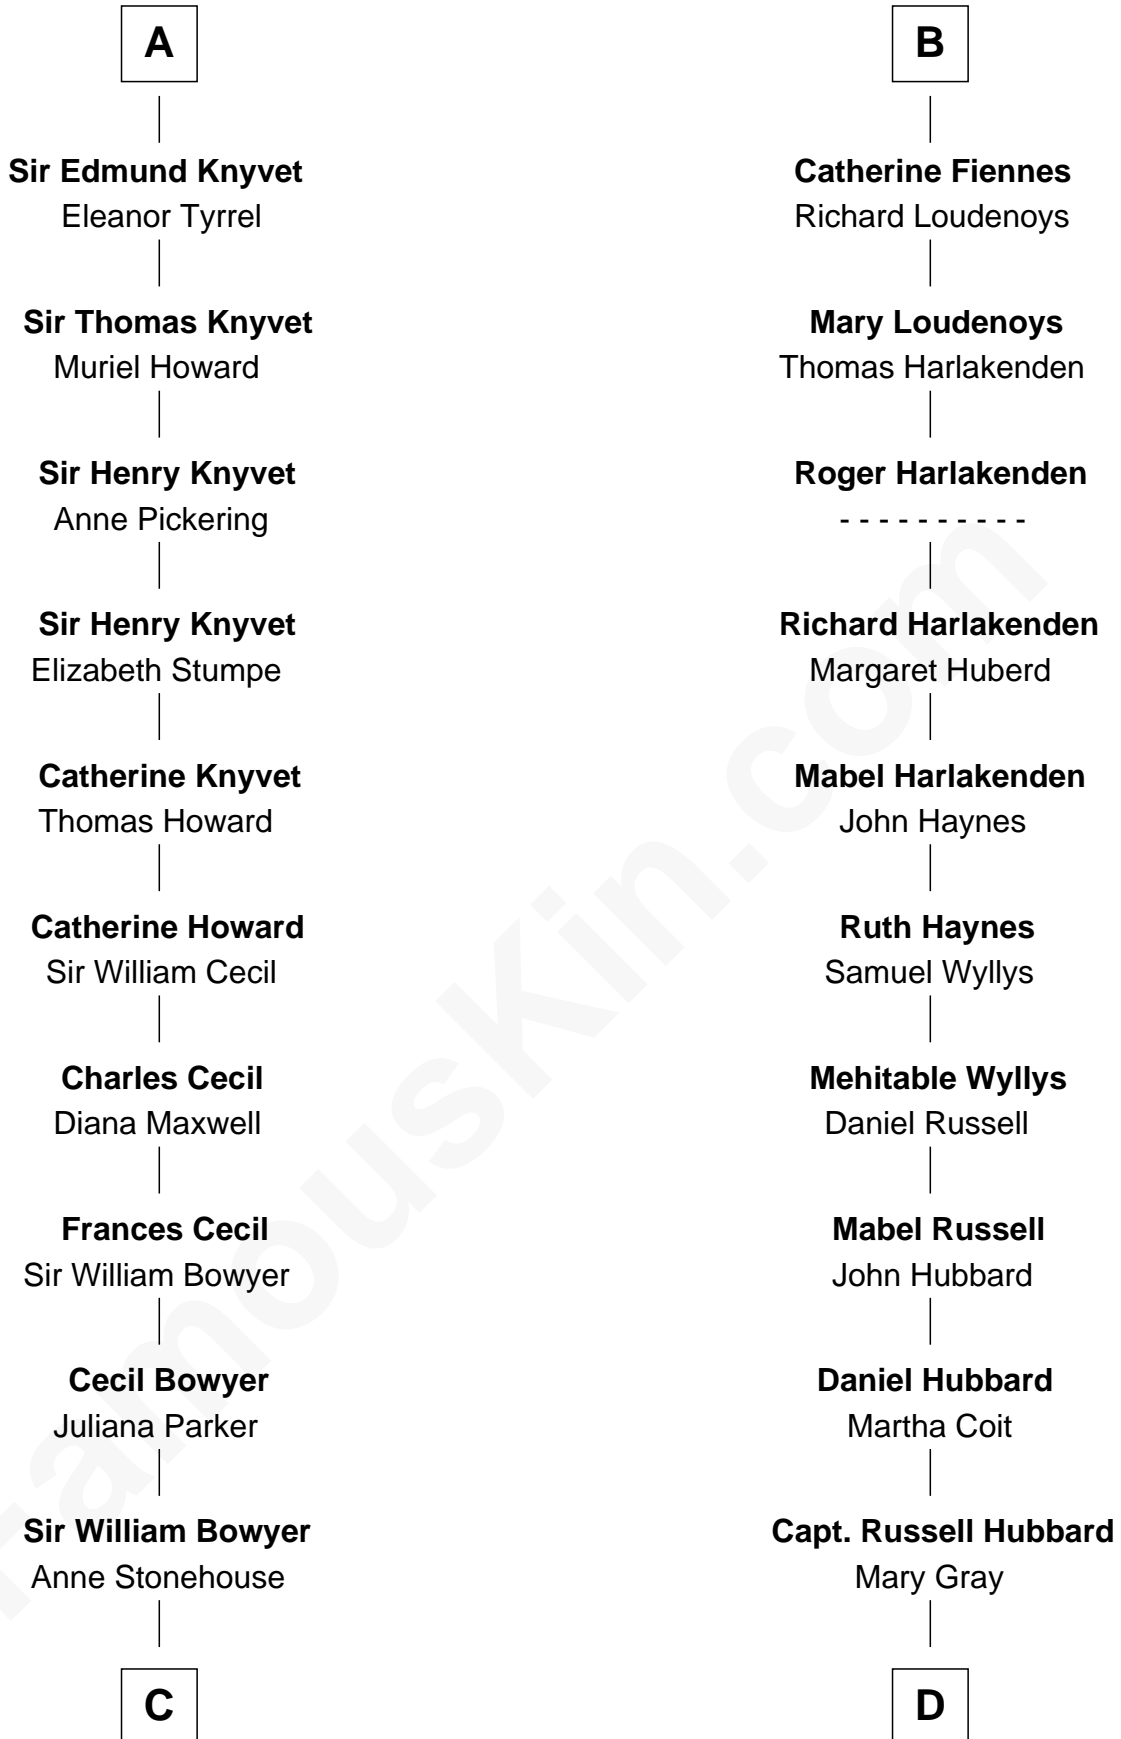 A
Sir Edmund Knyvet
Eleanor Tyrrel
Sir Thomas Knyvet
Muriel Howard
Sir Henry Knyvet
Anne Pickering
Sir Henry Knyvet
Elizabeth Stumpe
Catherine Knyvet
Thomas Howard
Catherine Howard
Sir William Cecil
Charles Cecil
Diana Maxwell
Frances Cecil
Sir William Bowyer
Cecil Bowyer
Juliana Parker
Sir William Bowyer
Anne Stonehouse
C
B
Catherine Fiennes
Richard Loudenoys
Mary Loudenoys
Thomas Harlakenden
Roger Harlakenden
- - - - - - - - - -
Richard Harlakenden
Margaret Huberd
Mabel Harlakenden
John Haynes
Ruth Haynes
Samuel Wyllys
Mehitable Wyllys
Daniel Russell
Mabel Russell
John Hubbard
Daniel Hubbard
Martha Coit
Capt. Russell Hubbard
Mary Gray
D
FamousKin.com